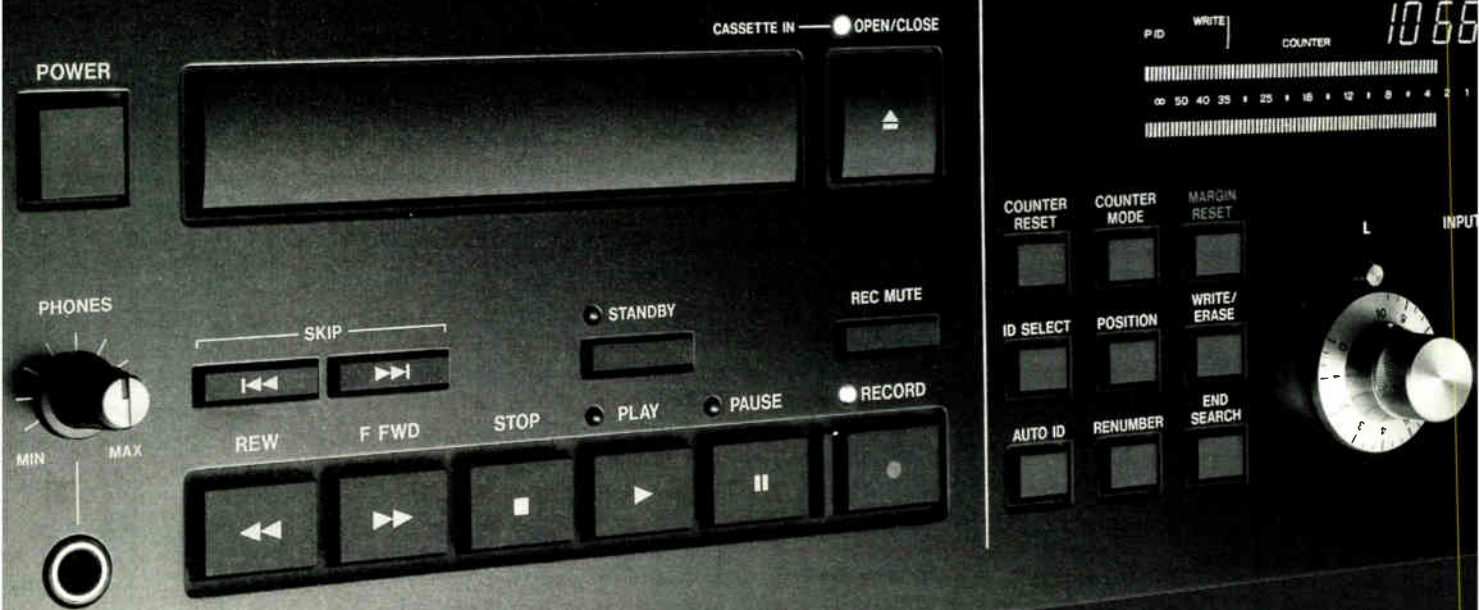 CASSETTE IN OPEN/CLOSE
POWER
PHONES
MIN MAX
SKIP
STANDBY
REC MUTE
REW F FWD STOP PLAY PAUSE RECORD
P ID WRITE COUNTER 1066
∞ 50 40 35 25 18 12 8 4 2 1
COUNTER RESET
COUNTER MODE
MARGIN RESET
L INPUT
ID SELECT
POSITION
WRITE/
ERASE
AUTO ID
RENUMBER
END
SEARCH